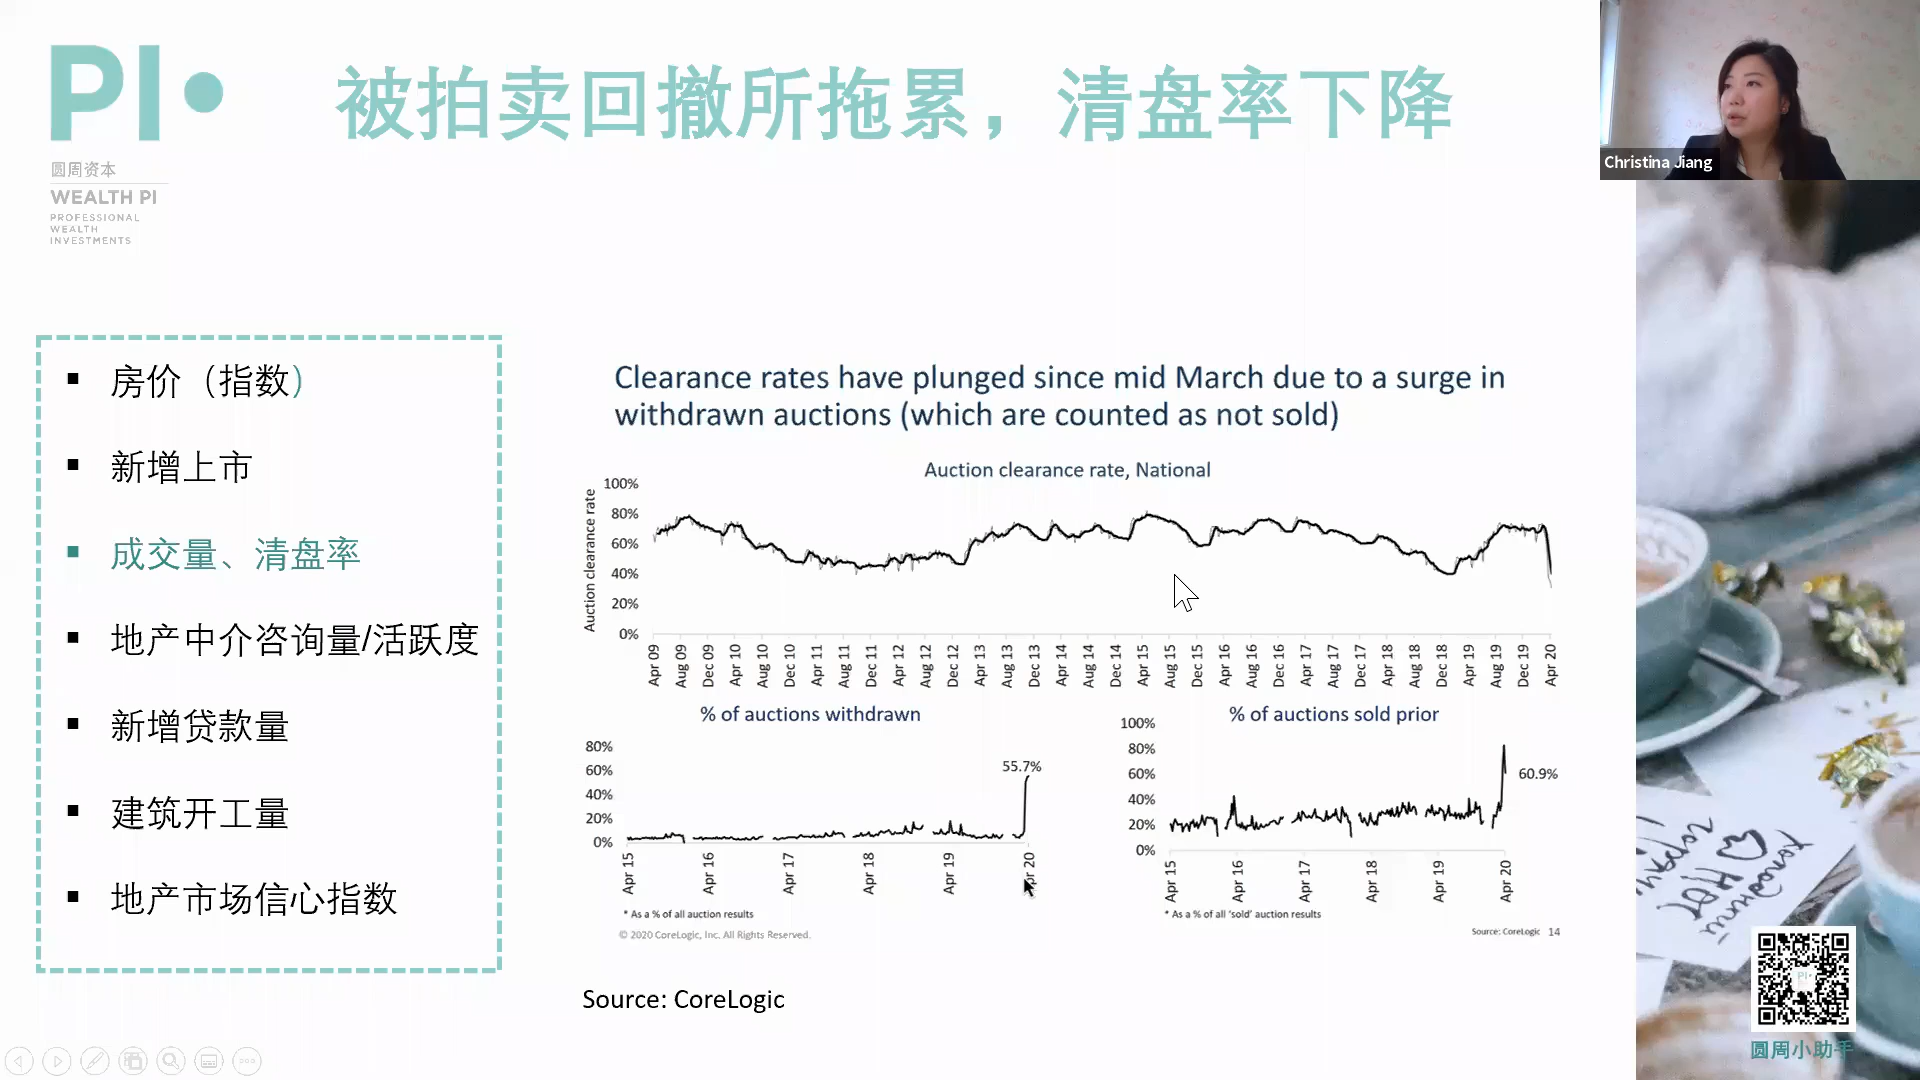 PI
圆周资本
WEALTH PI
PROFESSIONAL
WEALTH
INVESTMENTS
被拍卖回撤所拖累，清盘率下降
Christina Jiang
▪ 房价（指数）
▪ 新增上市
▪ 成交量、清盘率
▪ 地产中介咨询量/活跃度
▪ 新增贷款量
▪ 建筑开工量
▪ 地产市场信心指数
Clearance rates have plunged since mid March due to a surge in
withdrawn auctions (which are counted as not sold)
Auction clearance rate, National
Auction clearance rate
100%
80%
60%
40%
20%
0%
Apr 09 Aug 09 Dec 09 Apr 10 Aug 10 Dec 10 Apr 11 Aug 11 Dec 11 Apr 12 Aug 12 Dec 12 Apr 13 Aug 13 Dec 13 Apr 14 Aug 14 Dec 14 Apr 15 Aug 15 Dec 15 Apr 16 Aug 16 Dec 16 Apr 17 Aug 17 Dec 17 Apr 18 Aug 18 Dec 18 Apr 19 Aug 19 Dec 19 Apr 20
% of auctions withdrawn
80%
60%
40%
20%
0%
55.7%
Apr 15 Apr 16 Apr 17 Apr 18 Apr 19 Apr 20
* As a % of all auction results
© 2020 CoreLogic, Inc. All Rights Reserved.
% of auctions sold prior
100%
80%
60%
40%
20%
0%
60.9%
Apr 15 Apr 16 Apr 17 Apr 18 Apr 19 Apr 20
* As a % of all 'sold' auction results
Source: CoreLogic 14
Source: CoreLogic
圆周小助手